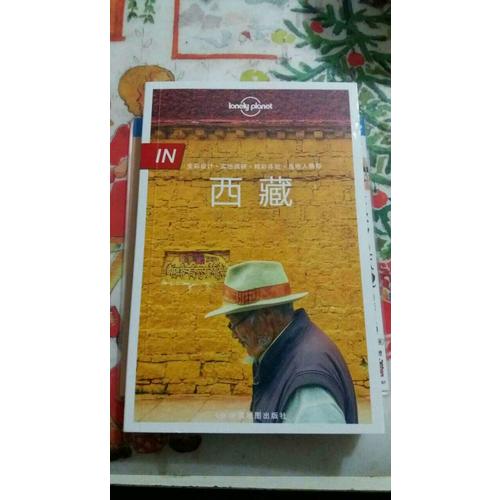 lonely planet
IN
全彩设计·实地调研·精彩体验·当地人推荐
西藏
中国地图出版社